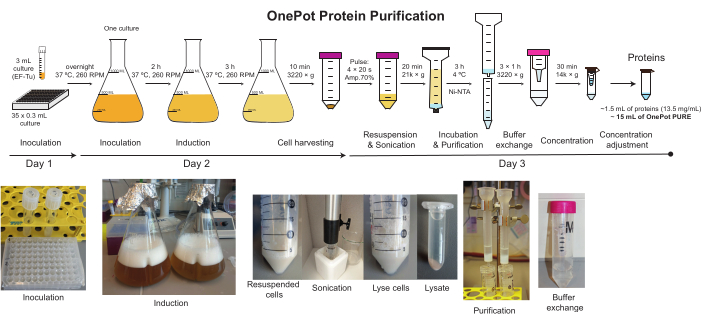 OnePot Protein Purification
3 mL
culture
(EF-Tu)
35 x 0.3 mL
culture
overnight
37 ºC, 260 RPM
One culture
2 h
37 ºC, 260 RPM
3 h
37 ºC, 260 RPM
10 min
3220 × g
Pulse:
4 × 20 s
Amp.70%
20 min
21k × g
3 h
4 ºC
Ni-NTA
3 × 1 h
3220 × g
30 min
14k × g
Proteins
~1.5 mL of proteins (13.5 mg/mL)
~ 15 mL of OnePot PURE
Inoculation
Inoculation
Induction
Cell harvesting
Resuspension
& Sonication
Incubation
& Purification
Buffer
exchange
Concentration
Concentration
adjustment
Day 1
Day 2
Day 3
Inoculation
Induction
Resuspended
cells
Sonication
Lyse cells
Lysate
Purification
Buffer
exchange